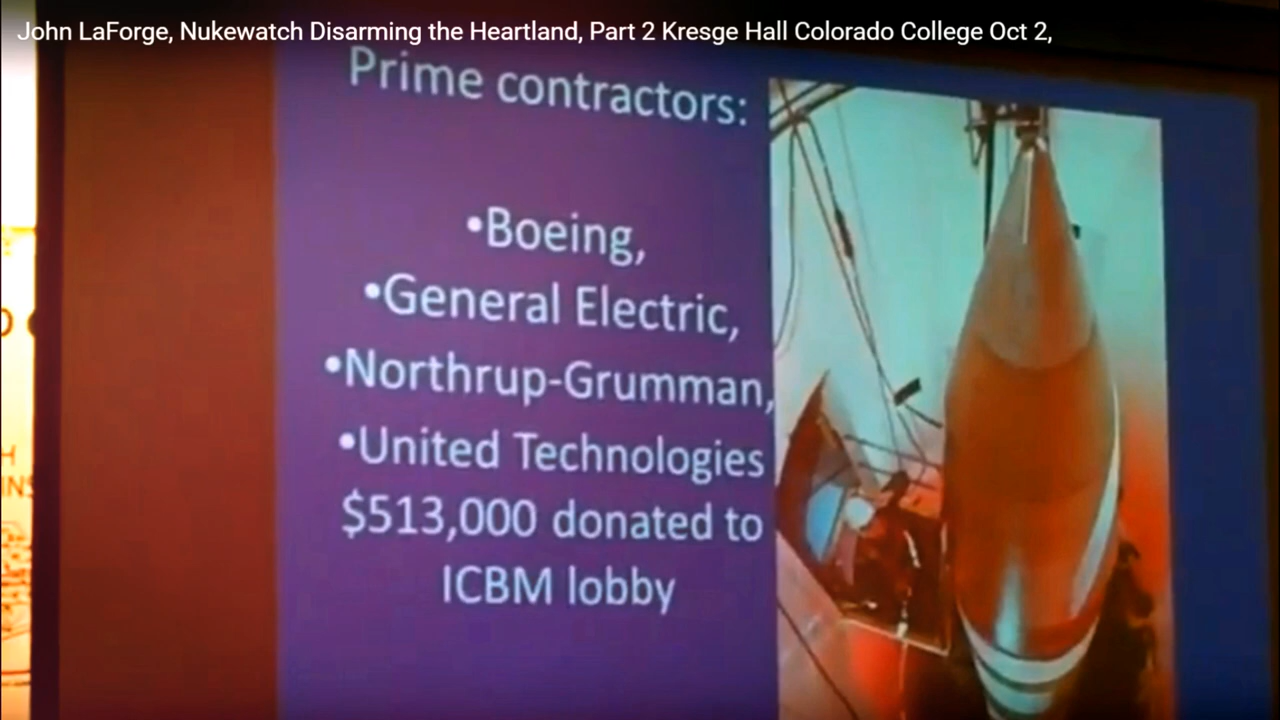 John LaForge, Nukewatch Disarming the Heartland, Part 2 Kresge Hall Colorado College Oct 2,
Prime contractors:
•Boeing,
•General Electric,
•Northrup-Grumman,
•United Technologies
$513,000 donated to
ICBM lobby